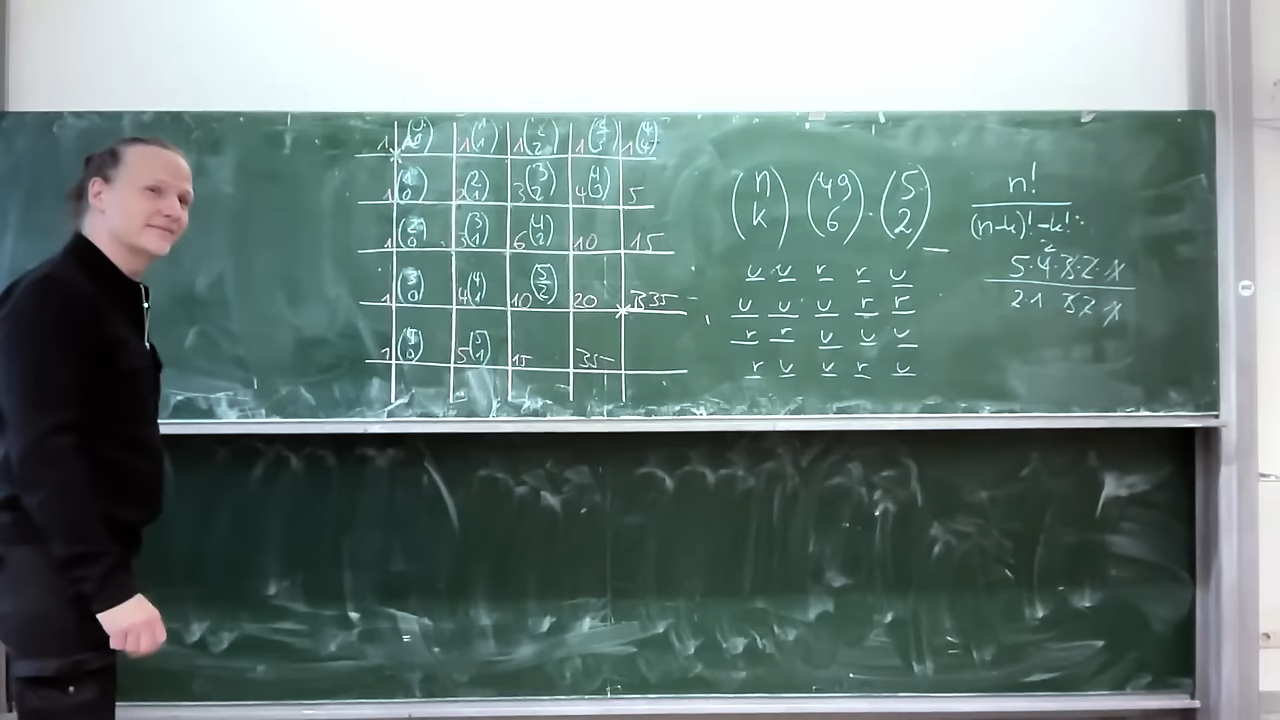 1 (0 0) 1 (1 1) 1 (2 2) 1 (3 3) 1 (4 4)
1 (1 0) 2 (2 1) 3 (3 2) 4 (4 3) 5
1 (2 0) 3 (3 1) 6 (4 2) 10 15
1 (3 0) 4 (4 1) 10 (5 2) 20 35
1 (4 0) 5 (5 1) 15 35
(n k) (49 6) (5 2)
u u r r u
u u u r r
r r u u u
r u u r u
n!
(n-k)! · k!
2
5·4·3·2·1
2·1 3 2 1